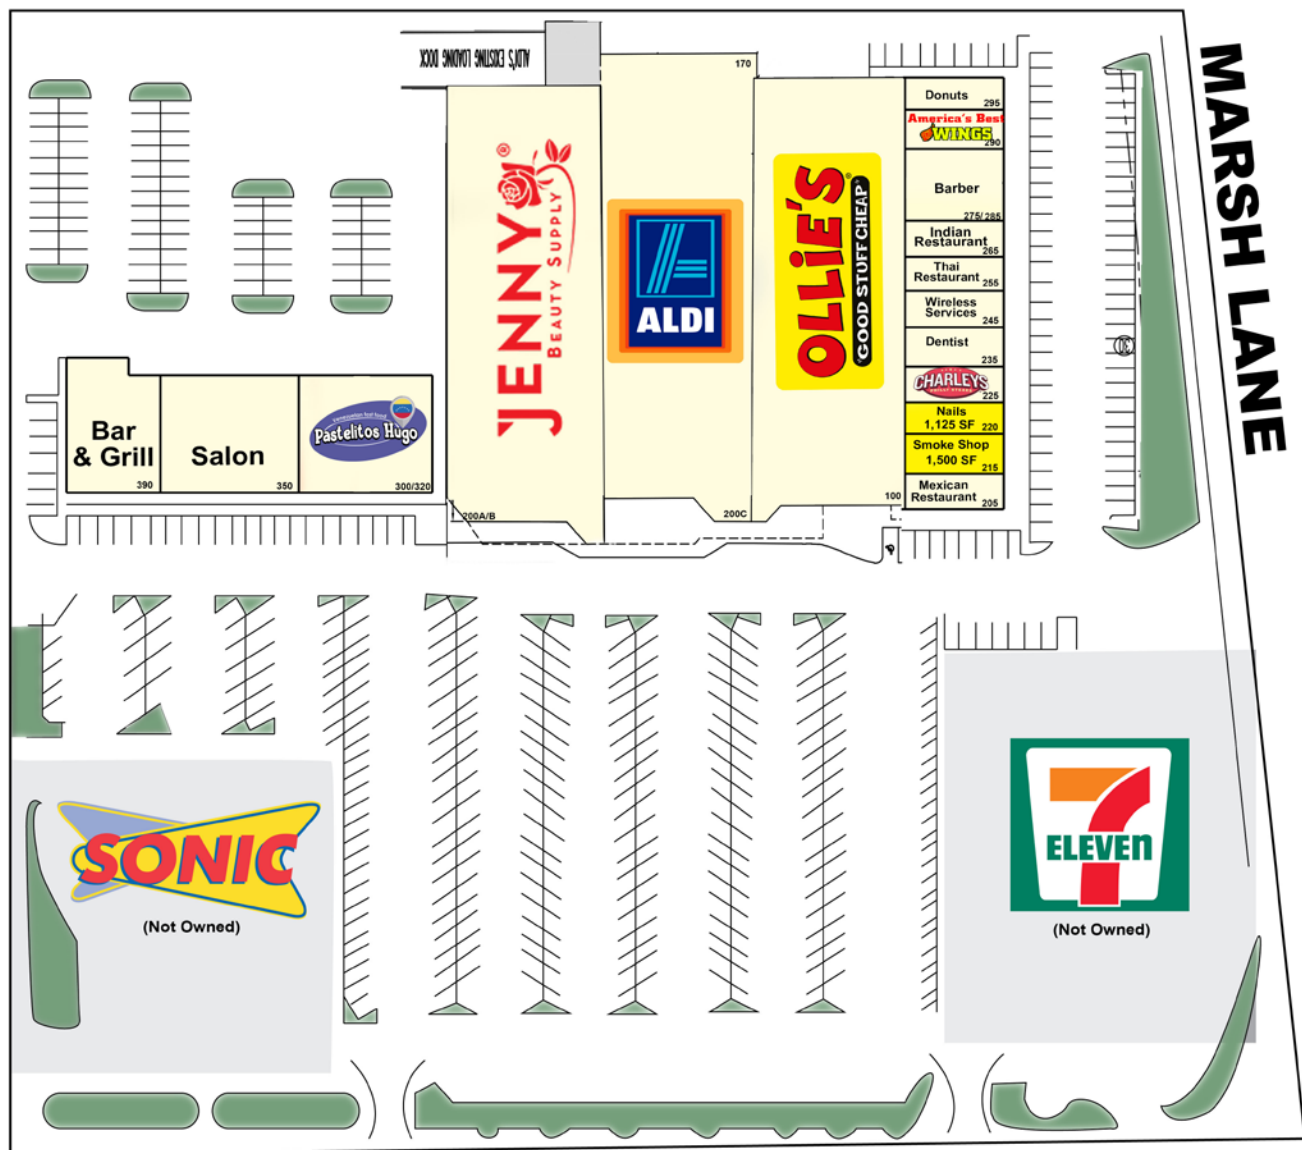 ALDI'S EXISTING LOADING DOCK
170
MARSH LANE
JENNY®
BEAUTY SUPPLY
ALDI
OLLiE'S®
GOOD STUFF CHEAP®
Donuts 295
America's Best
WINGS
290
Barber
275/ 285
Indian
Restaurant 265
Thai
Restaurant 255
Wireless
Services 245
Dentist
235
CHARLEYS
225
Nails
1,125 SF 220
Smoke Shop
1,500 SF 215
Mexican
Restaurant 205
Bar
& Grill
390
Salon
350
venezuelan fast food
Pastelitos Hugo
300/320
200A/B
200C
100
SONIC
(Not Owned)
7
ELEVEn
(Not Owned)